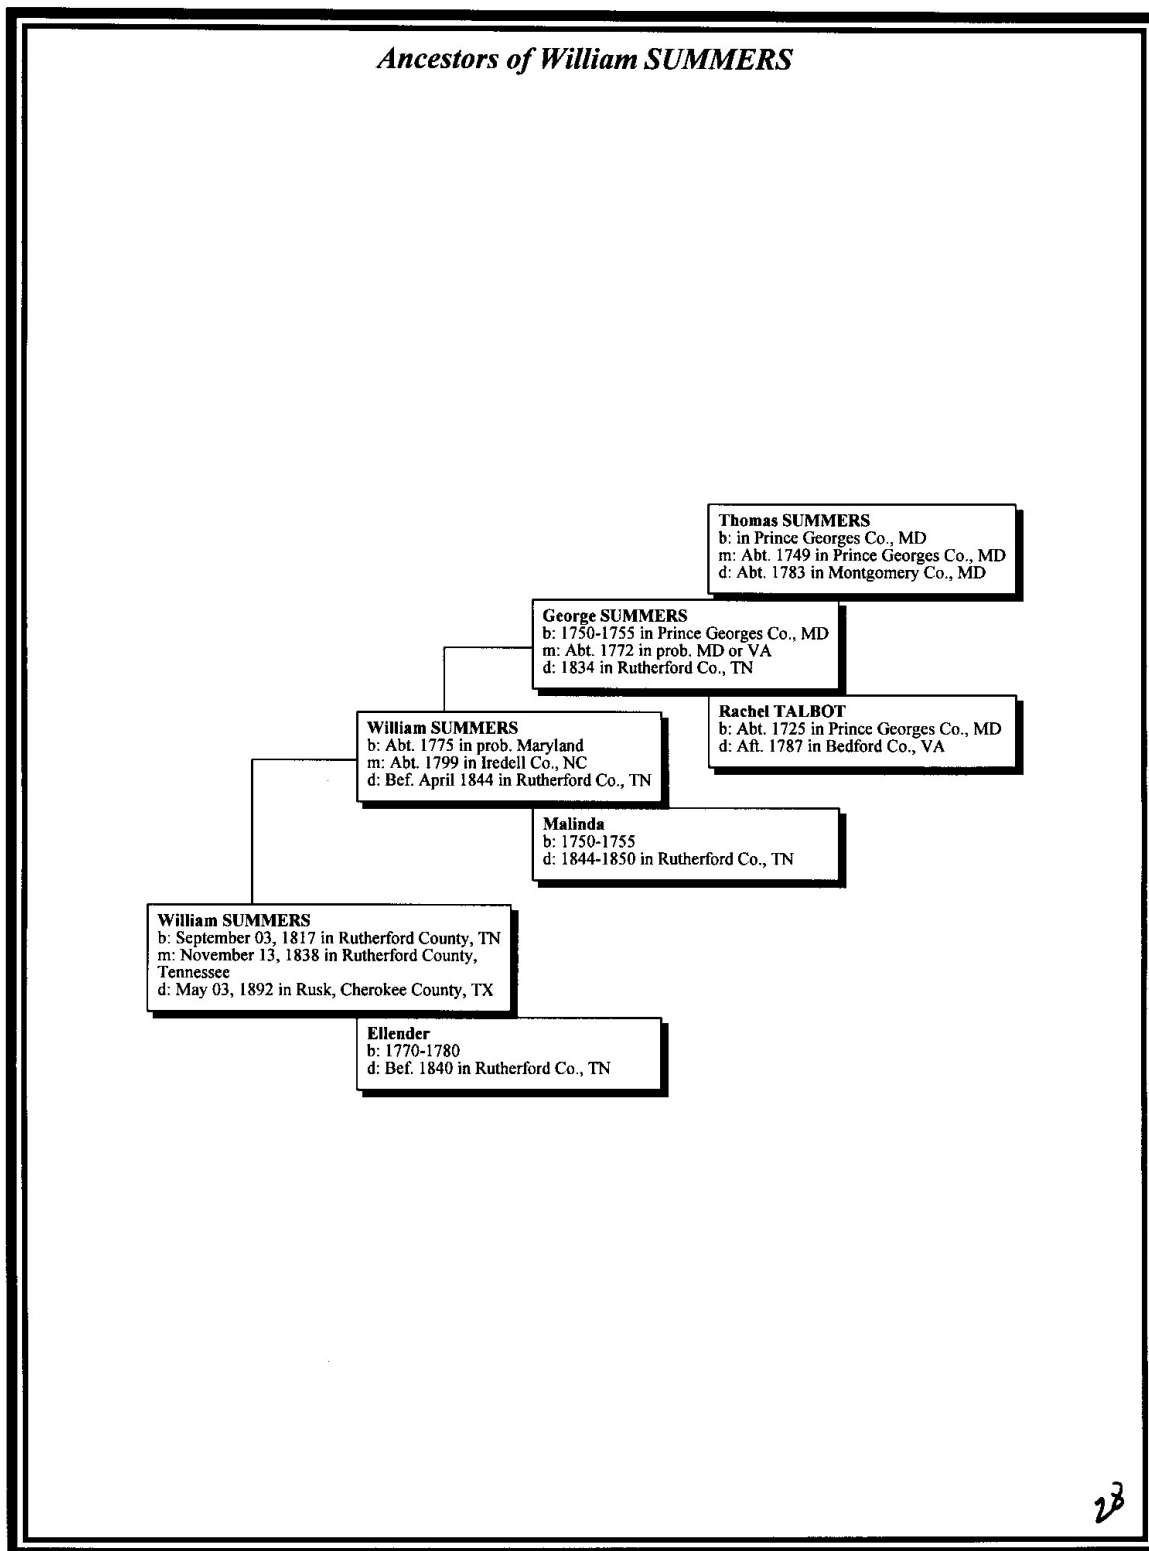 Ancestors of William SUMMERS
Thomas SUMMERS
b: in Prince Georges Co., MD
m: Abt. 1749 in Prince Georges Co., MD
d: Abt. 1783 in Montgomery Co., MD
George SUMMERS
b: 1750-1755 in Prince Georges Co., MD
m: Abt. 1772 in prob. MD or VA
d: 1834 in Rutherford Co., TN
Rachel TALBOT
b: Abt. 1725 in Prince Georges Co., MD
d: Aft. 1787 in Bedford Co., VA
William SUMMERS
b: Abt. 1775 in prob. Maryland
m: Abt. 1799 in Iredell Co., NC
d: Bef. April 1844 in Rutherford Co., TN
Malinda
b: 1750-1755
d: 1844-1850 in Rutherford Co., TN
William SUMMERS
b: September 03, 1817 in Rutherford County, TN
m: November 13, 1838 in Rutherford County,
Tennessee
d: May 03, 1892 in Rusk, Cherokee County, TX
Ellender
b: 1770-1780
d: Bef. 1840 in Rutherford Co., TN
28